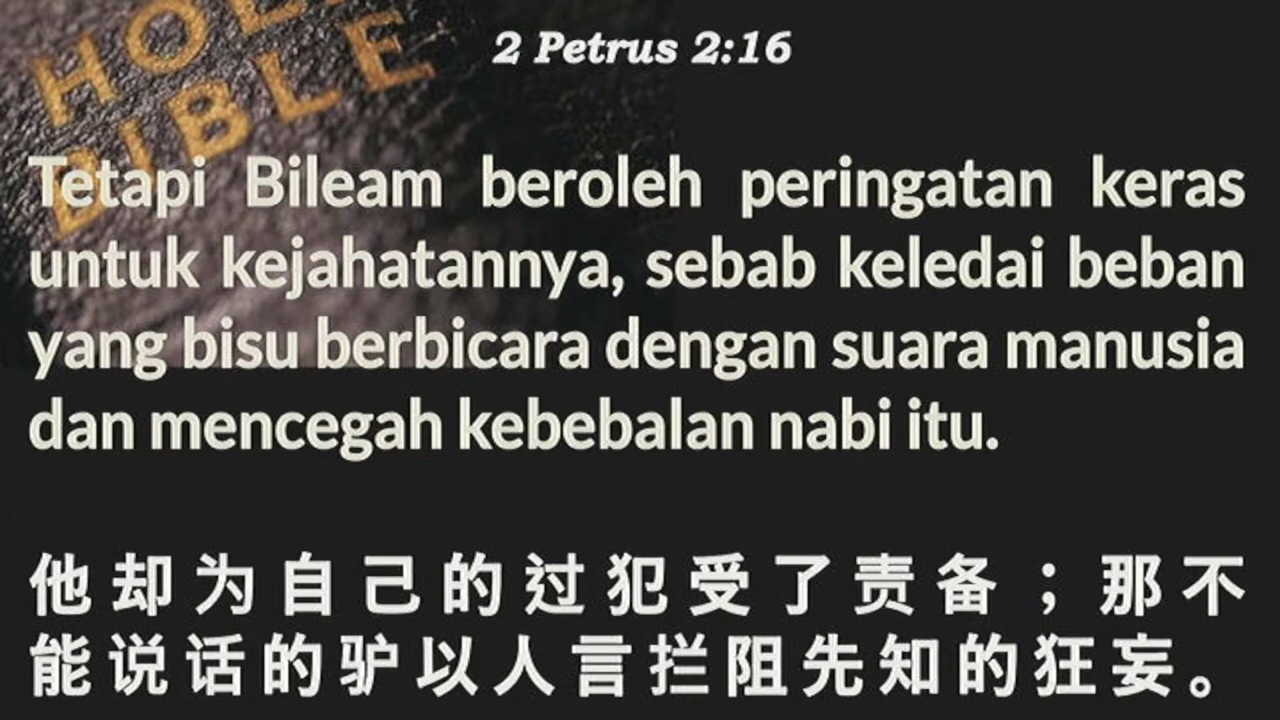 HOLY
BIBLE
2 Petrus 2:16
Tetapi Bileam beroleh peringatan keras
untuk kejahatannya, sebab keledai beban
yang bisu berbicara dengan suara manusia
dan mencegah kebebalan nabi itu.
他却为自己的过犯受了责备；那不
能说话的驴以人言拦阻先知的狂妄。